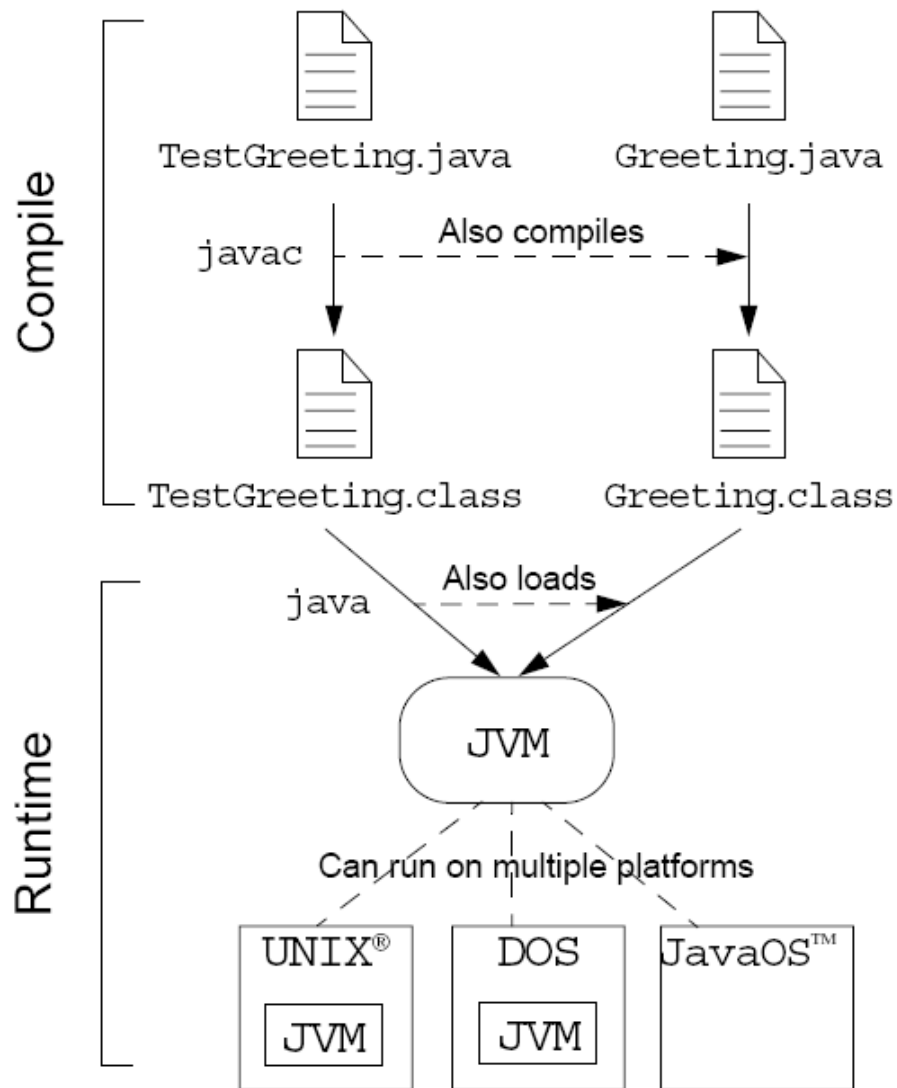 Compile
TestGreeting.java
Greeting.java
javac
Also compiles
TestGreeting.class
Greeting.class
Runtime
java
Also loads
JVM
Can run on multiple platforms
UNIX®
DOS
JavaOS™
JVM
JVM